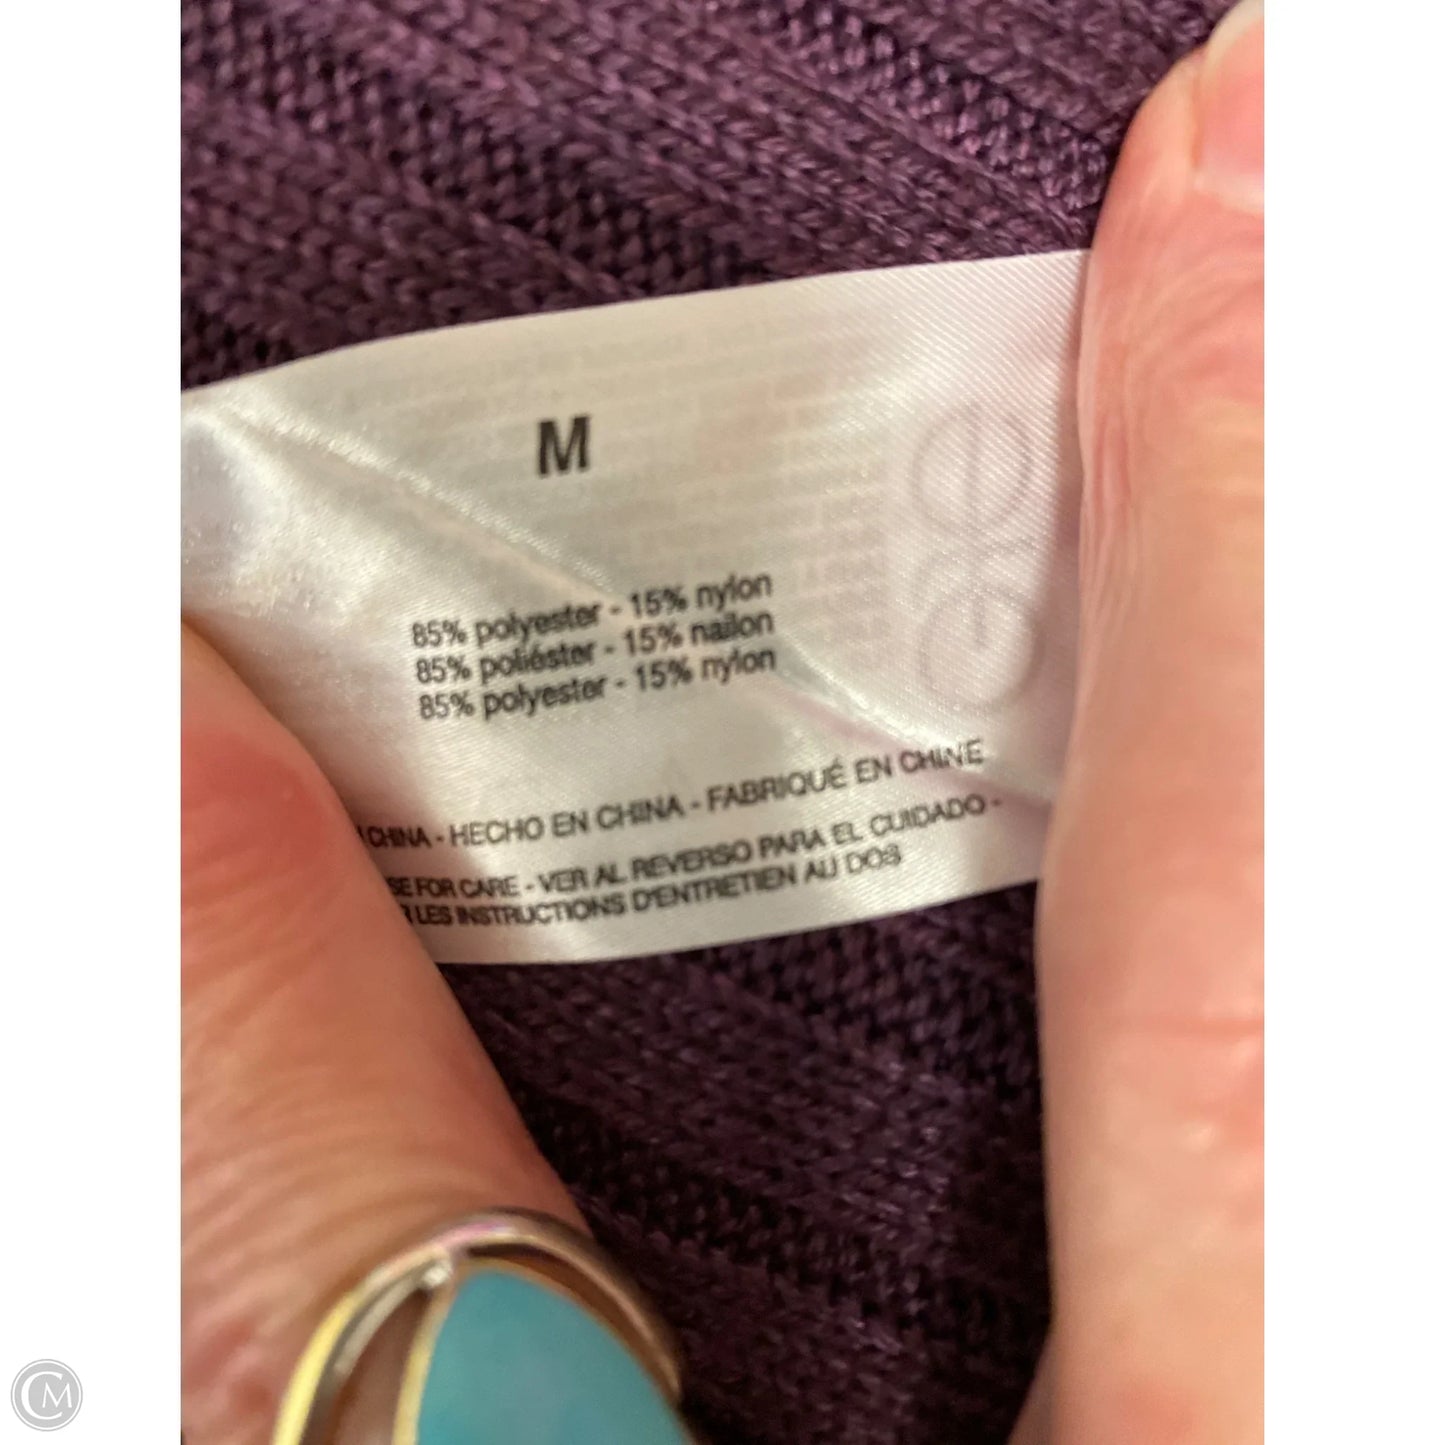 M
85% polyester - 15% nylon
85% poliéster - 15% nailon
85% polyester - 15% nylon
CHINA - HECHO EN CHINA - FABRIQUÉ EN CHINE
FOR CARE - VER AL REVERSO PARA EL CUIDADO -
LES INSTRUCTIONS D'ENTRETIEN AU DOS
CM